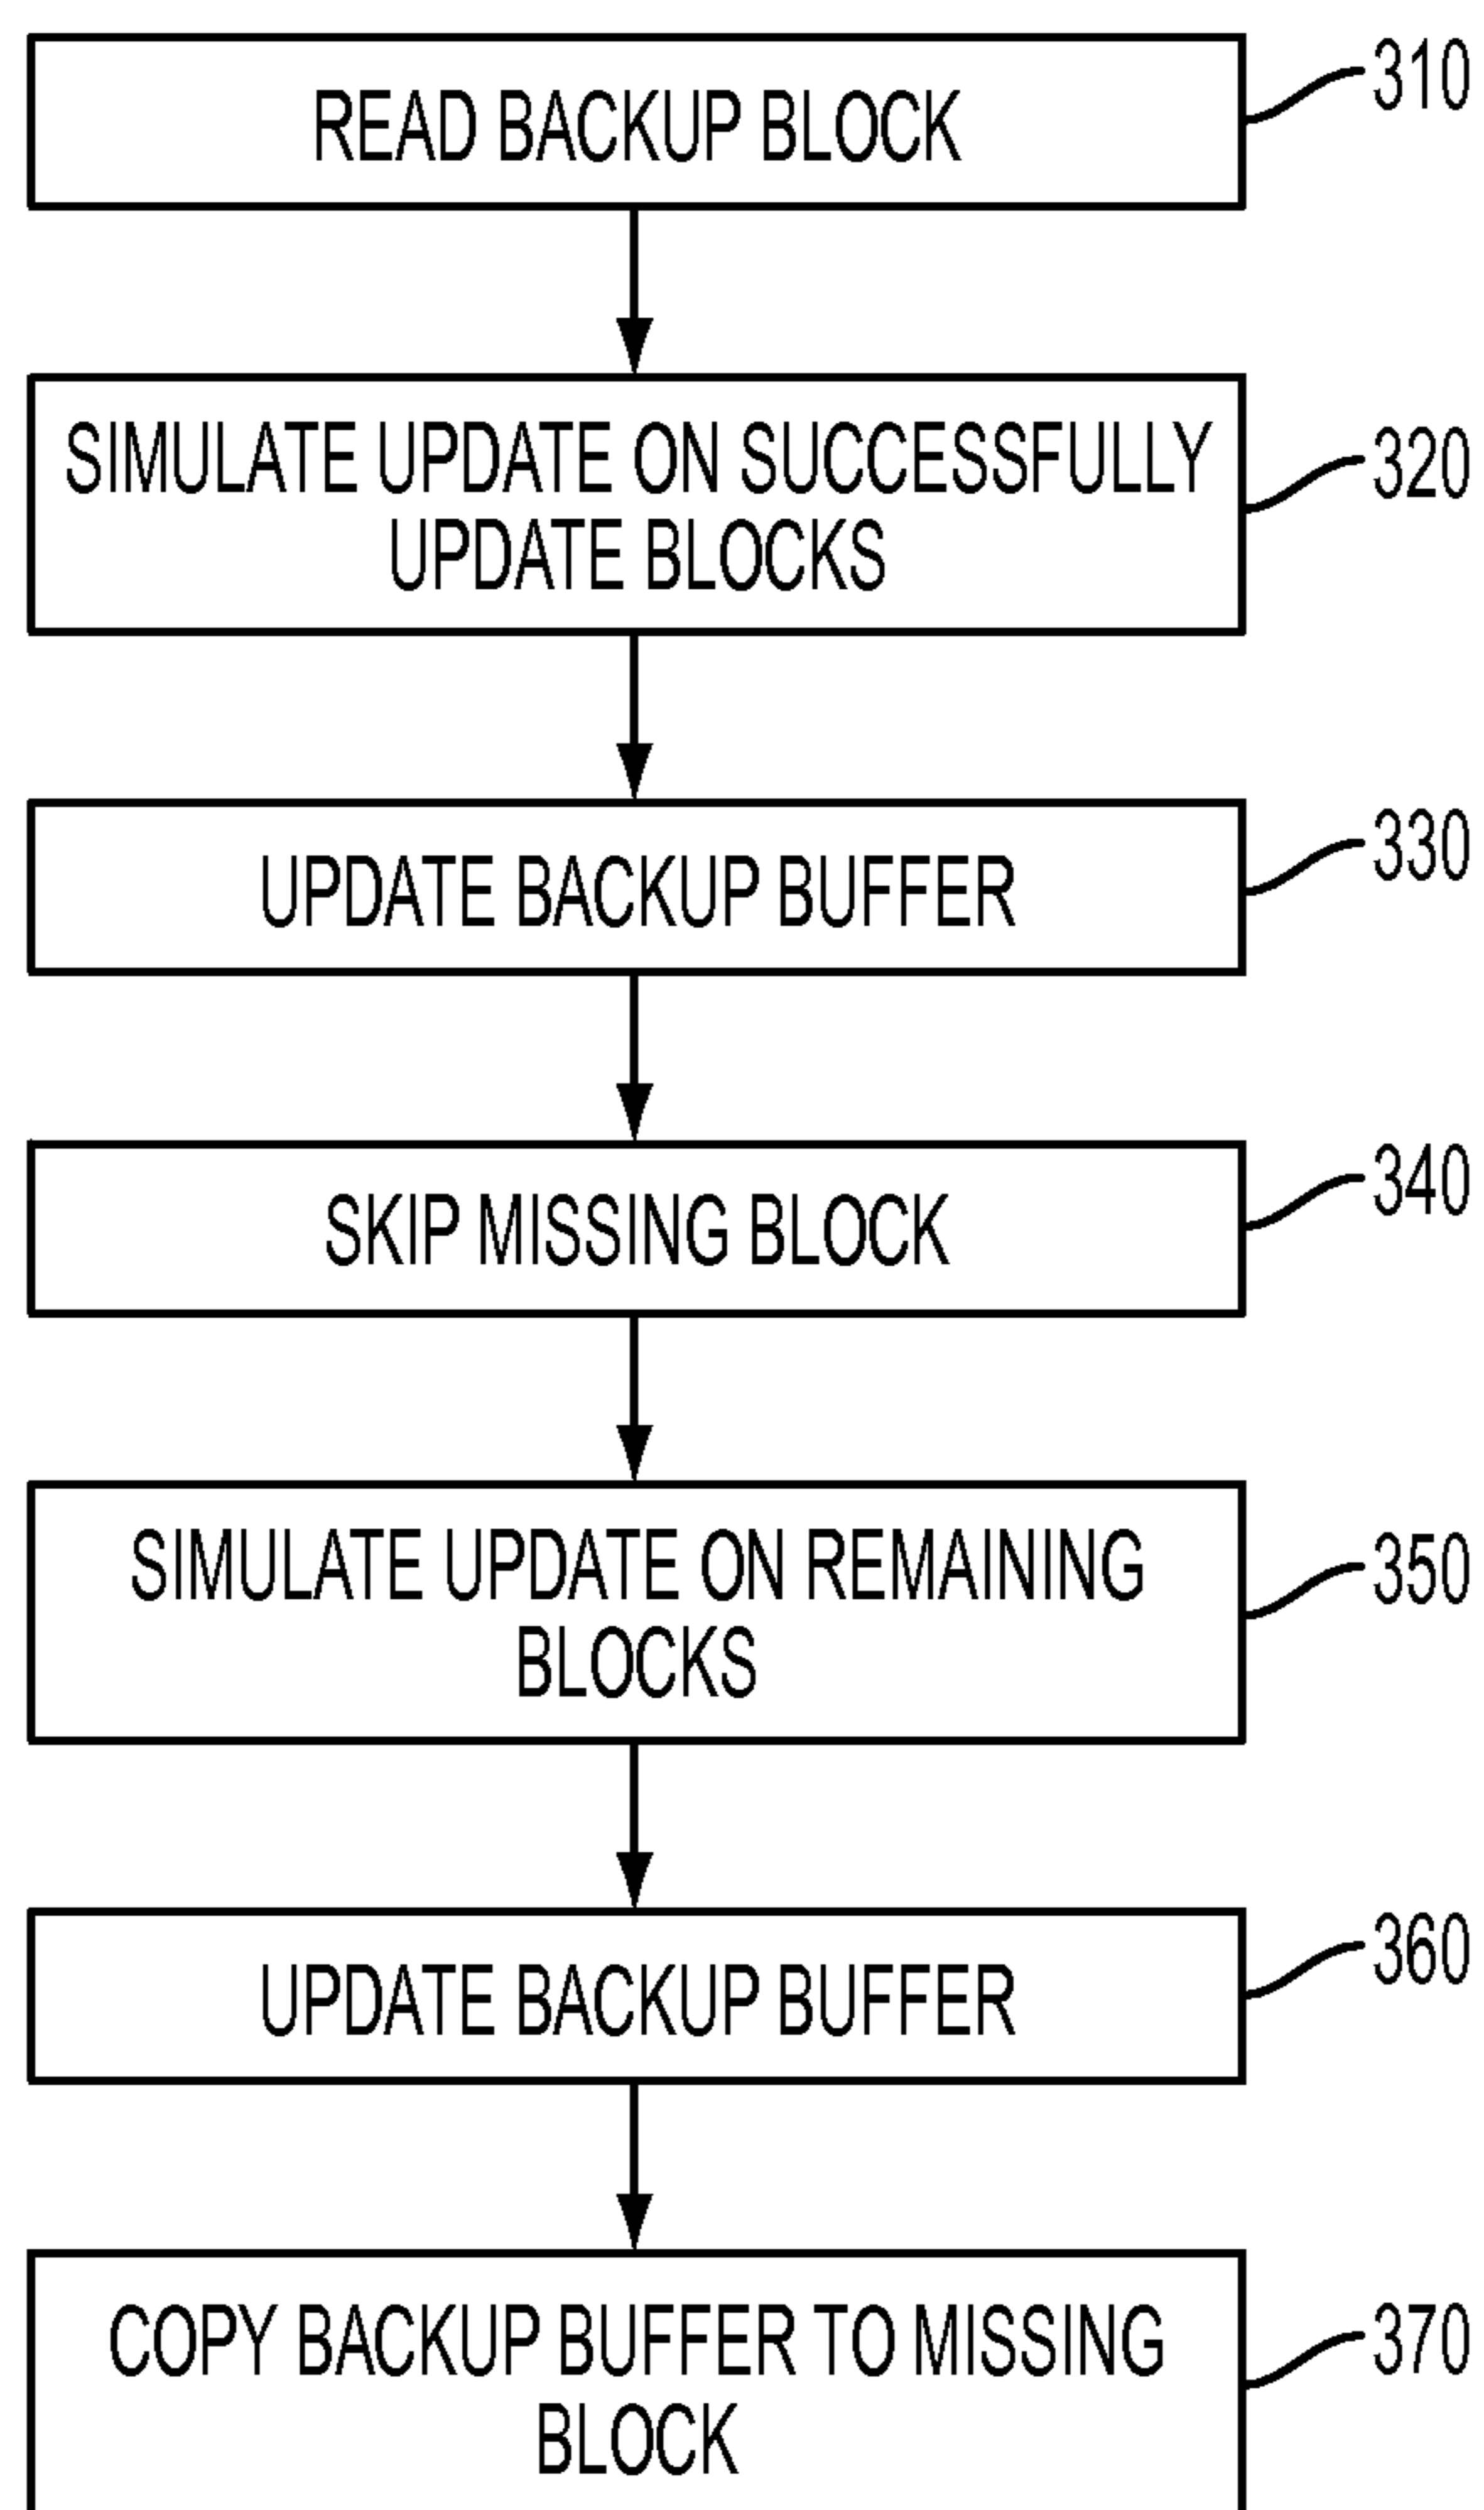 READ BACKUP BLOCK
310
SIMULATE UPDATE ON SUCCESSFULLY
UPDATE BLOCKS
320
UPDATE BACKUP BUFFER
330
SKIP MISSING BLOCK
340
SIMULATE UPDATE ON REMAINING
BLOCKS
350
UPDATE BACKUP BUFFER
360
COPY BACKUP BUFFER TO MISSING
BLOCK
370